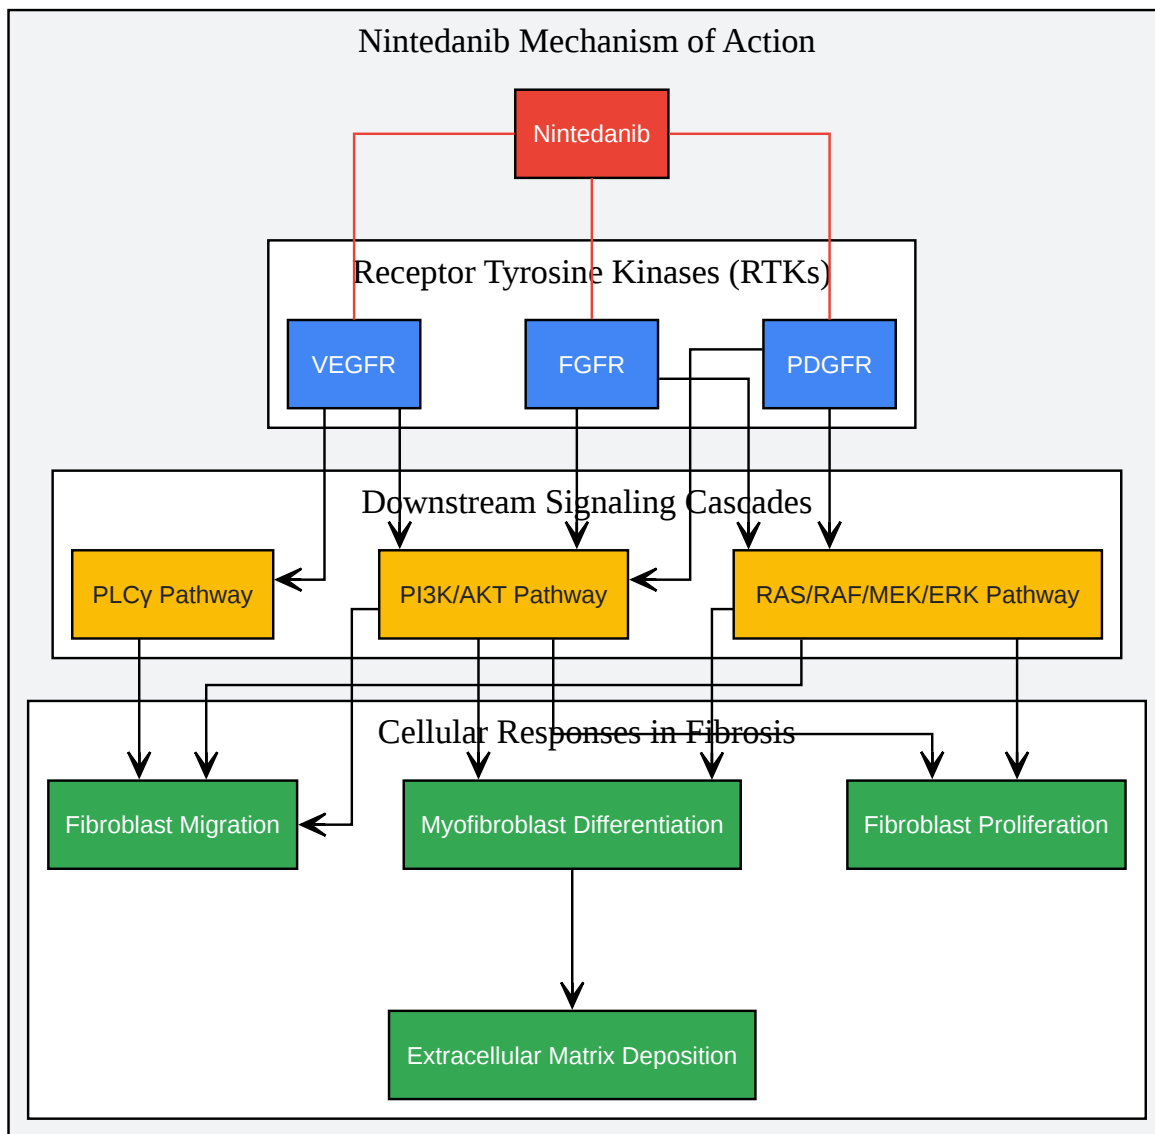 Nintedanib Mechanism of Action
Nintedanib
Receptor Tyrosine Kinases (RTKs)
VEGFR
FGFR
PDGFR
Downstream Signaling Cascades
PLCγ Pathway
PI3K/AKT Pathway
RAS/RAF/MEK/ERK Pathway
Cellular Responses in Fibrosis
Fibroblast Migration
Myofibroblast Differentiation
Fibroblast Proliferation
Extracellular Matrix Deposition